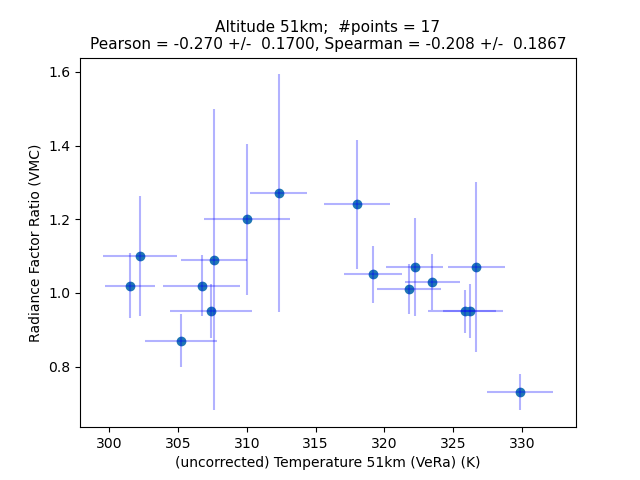 Altitude 51km;  #points = 17
Pearson = -0.270 +/-  0.1700, Spearman = -0.208 +/-  0.1867
1.6
1.4
1.2
1.0
0.8
Radiance Factor Ratio (VMC)
300 305 310 315 320 325 330
(uncorrected) Temperature 51km (VeRa) (K)